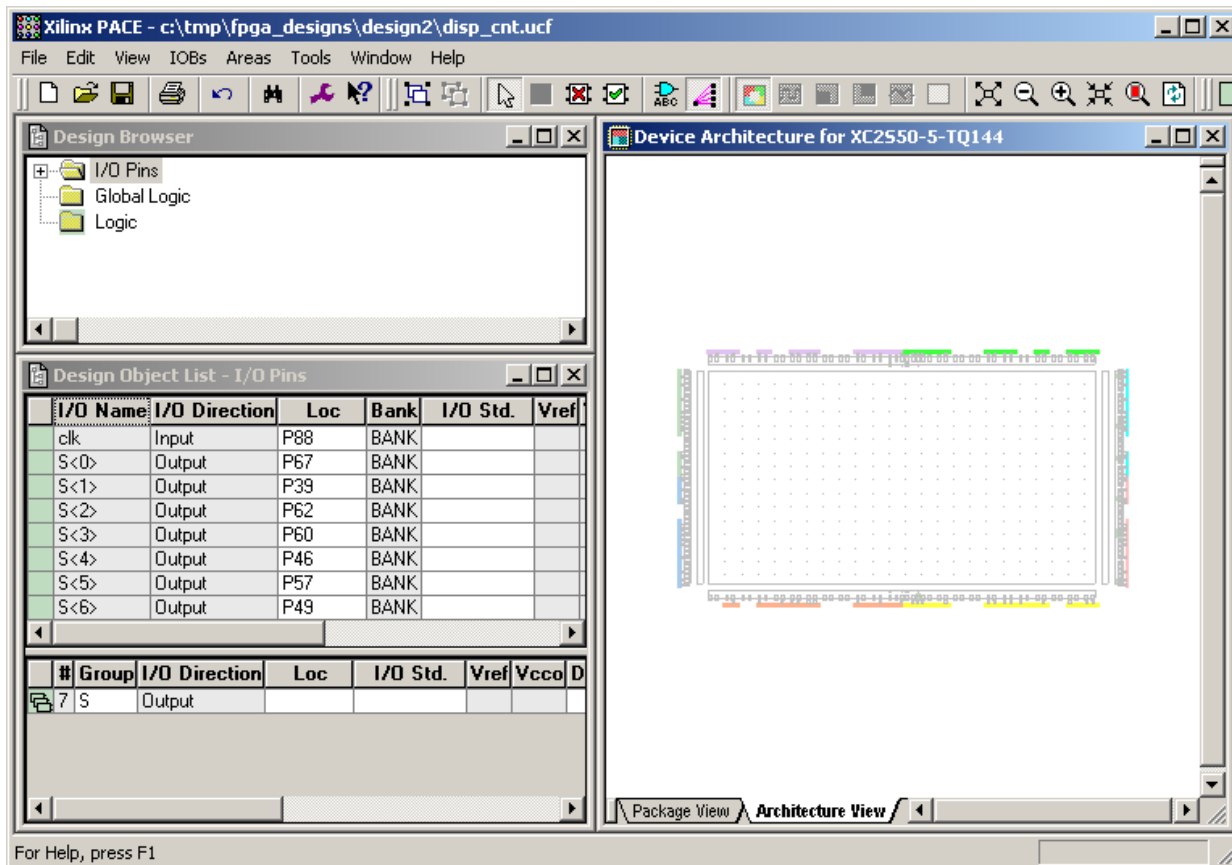 Xilinx PACE - c:\tmp\fpga_designs\design2\disp_cnt.ucf
File Edit View IOBs Areas Tools Window Help
ABC
Design Browser
I/O Pins
Global Logic
Logic
Design Object List - I/O Pins
I/O Name I/O Direction Loc Bank I/O Std. Vref
clk Input P88 BANK
S<0> Output P67 BANK
S<1> Output P39 BANK
S<2> Output P62 BANK
S<3> Output P60 BANK
S<4> Output P46 BANK
S<5> Output P57 BANK
S<6> Output P49 BANK
# Group I/O Direction Loc I/O Std. Vref Vcco D
7 S Output
Device Architecture for XC2S50-5-TQ144
Package View Architecture View
For Help, press F1